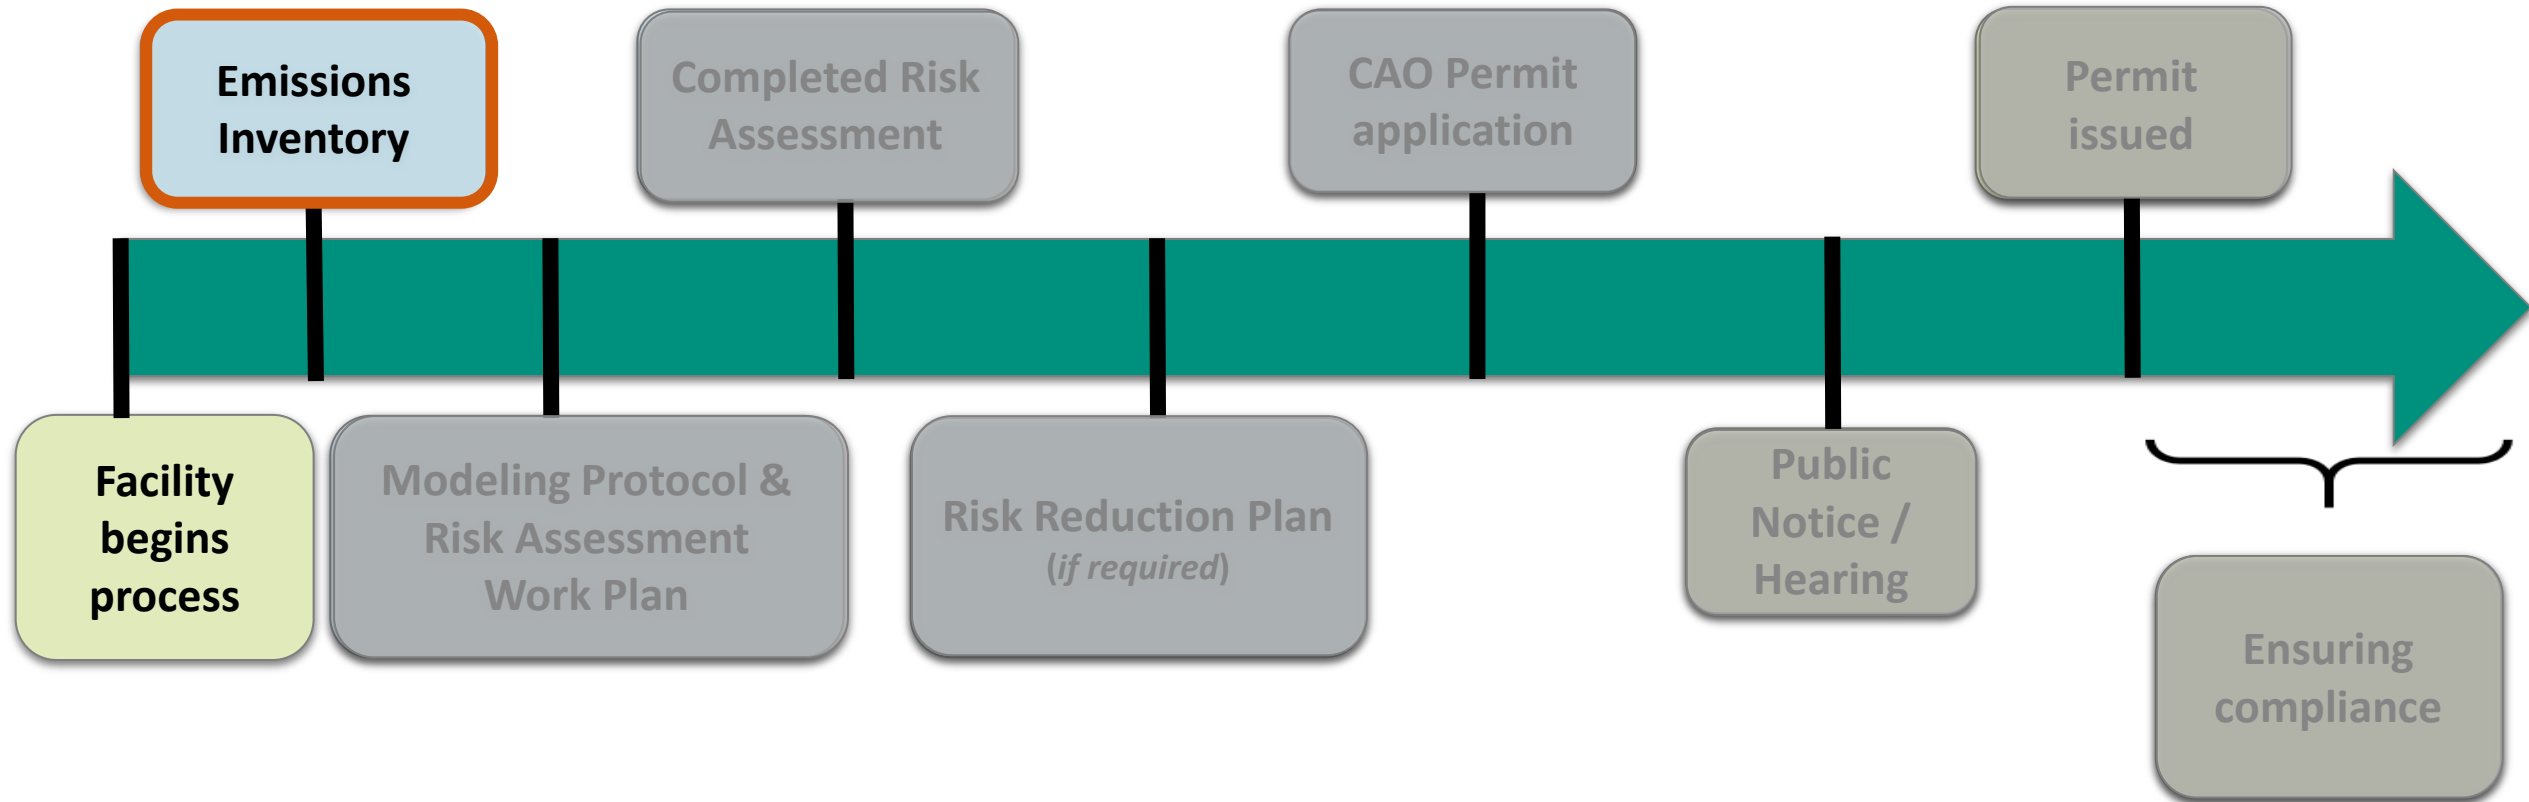 Emissions
Inventory
Completed Risk
Assessment
CAO Permit
application
Permit
issued
Facility
begins
process
Modeling Protocol &
Risk Assessment
Work Plan
Risk Reduction Plan
(if required)
Public
Notice /
Hearing
Ensuring
compliance